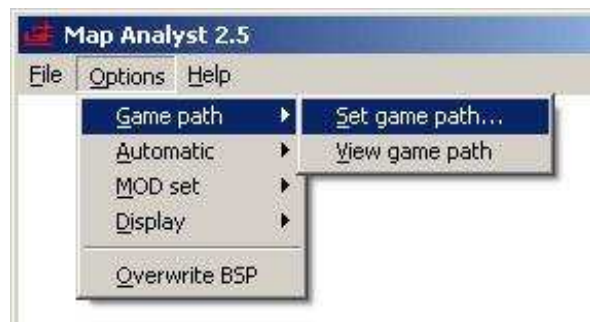 Map Analyst 2.5
File Options Help
Game path Set game path...
Automatic View game path
MOD set
Display
Overwrite BSP